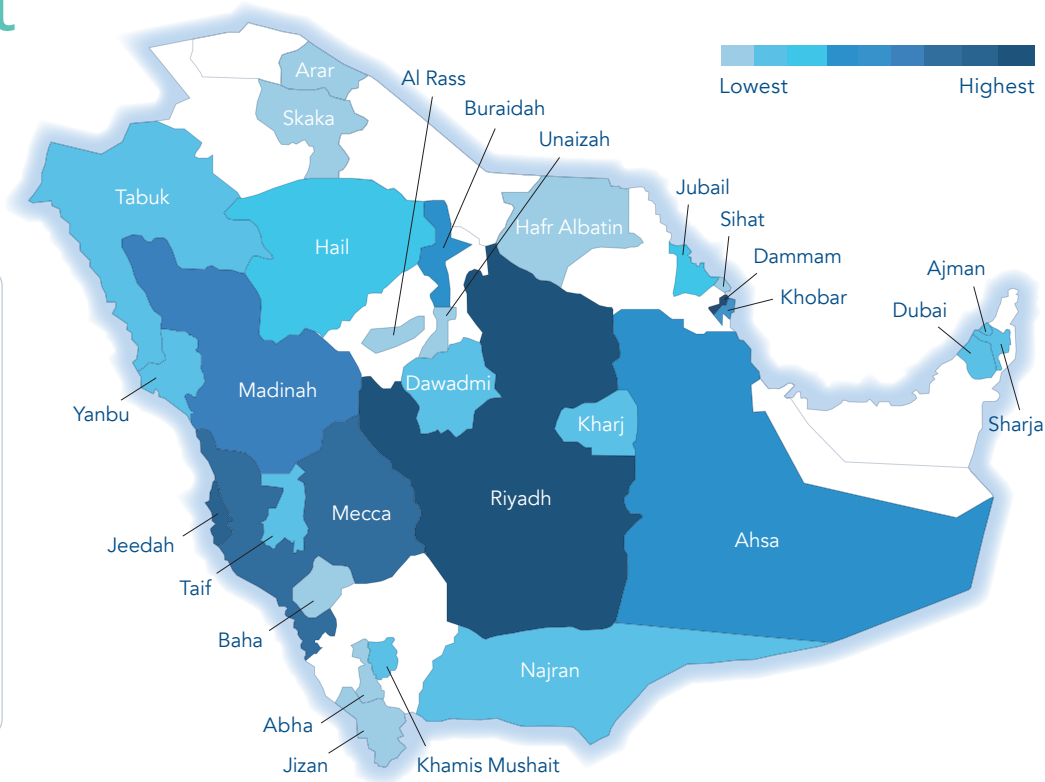 t
Lowest
Highest
Arar
Al Rass
Skaka
Buraidah
Unaizah
Tabuk
Hail
Hafr Albatin
Jubail
Sihat
Dammam
Khobar
Ajman
Dubai
Sharja
Madinah
Dawadmi
Kharj
Yanbu
Mecca
Riyadh
Ahsa
Jeedah
Taif
Baha
Najran
Abha
Jizan
Khamis Mushait